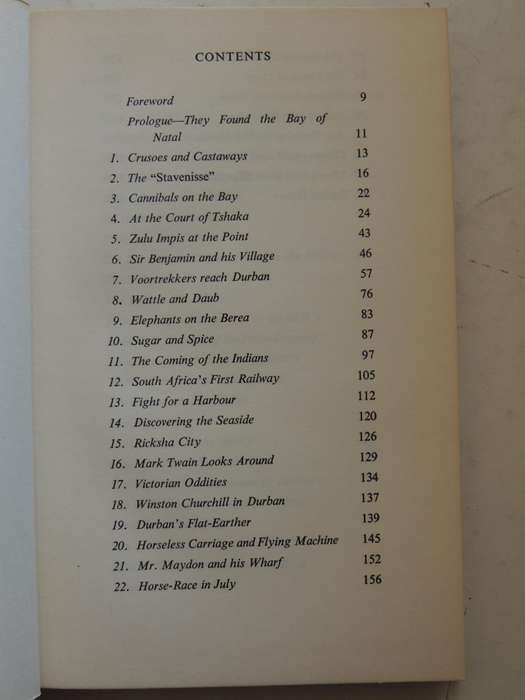 CONTENTS
Foreword 9
Prologue—They Found the Bay of
Natal 11
1. Crusoes and Castaways 13
2. The "Stavenisse" 16
3. Cannibals on the Bay 22
4. At the Court of Tshaka 24
5. Zulu Impis at the Point 43
6. Sir Benjamin and his Village 46
7. Voortrekkers reach Durban 57
8. Wattle and Daub 76
9. Elephants on the Berea 83
10. Sugar and Spice 87
11. The Coming of the Indians 97
12. South Africa's First Railway 105
13. Fight for a Harbour 112
14. Discovering the Seaside 120
15. Ricksha City 126
16. Mark Twain Looks Around 129
17. Victorian Oddities 134
18. Winston Churchill in Durban 137
19. Durban's Flat-Earther 139
20. Horseless Carriage and Flying Machine 145
21. Mr. Maydon and his Wharf 152
22. Horse-Race in July 156